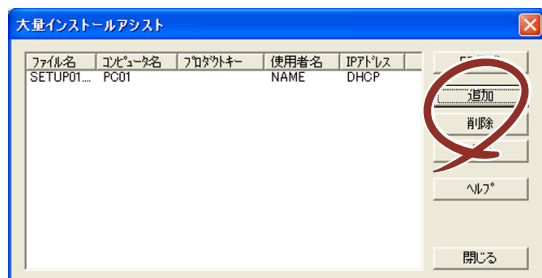 大量インストールアシスト
ファイル名 コンピュータ名 プロダクトキー 使用者名 IPアドレス
SETUP01... PC01 NAME DHCP
追加
削除
ヘルプ
閉じる